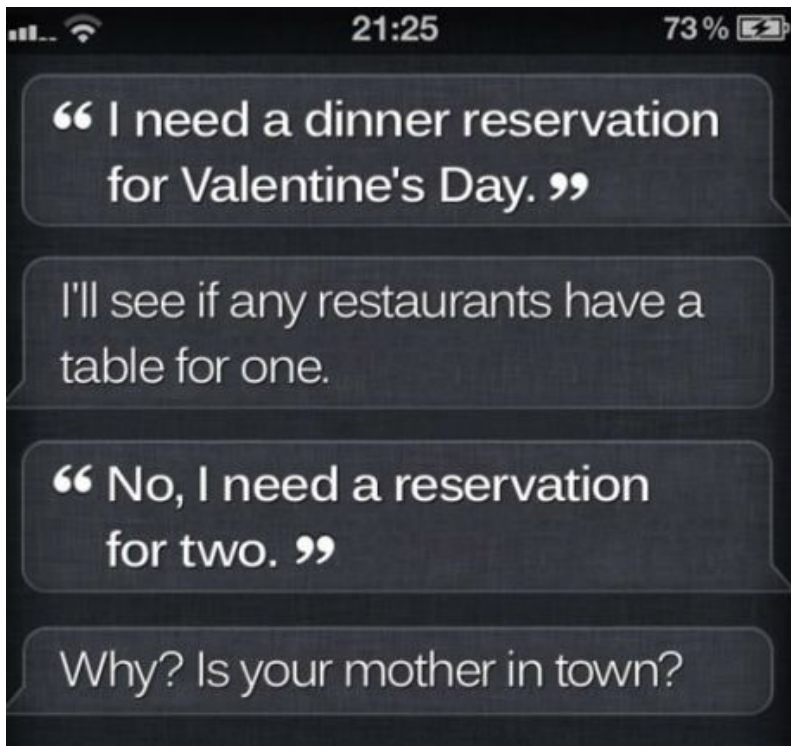 21:25 73%
“ I need a dinner reservation
for Valentine's Day. ”
I'll see if any restaurants have a
table for one.
“ No, I need a reservation
for two. ”
Why? Is your mother in town?